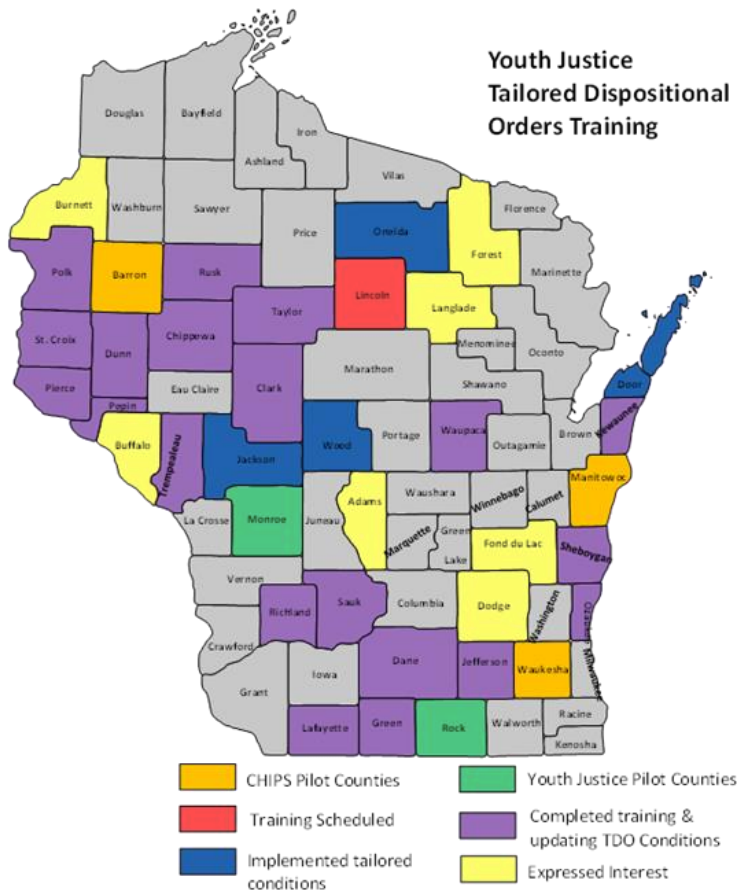 Youth Justice
Tailored Dispositional
Orders Training
Douglas
Bayfield
Iron
Ashland
Vilas
Burnett
Washburn
Sawyer
Price
Oneida
Forest
Florence
Marinette
Polk
Barron
Rusk
Lincoln
Langlade
Taylor
St. Croix
Dunn
Chippewa
Marathon
Menominee
Oconto
Pierce
Pepin
Eau Claire
Clark
Shawano
Door
Buffalo
Trempealeau
Jackson
Wood
Portage
Waupaca
Outagamie
Brown
Kewaunee
La Crosse
Monroe
Juneau
Adams
Waushara
Winnebago
Calumet
Manitowoc
Marquette
Green
Lake
Fond du Lac
Sheboygan
Vernon
Richland
Sauk
Columbia
Dodge
Washington
Ozaukee
Crawford
Grant
Iowa
Dane
Jefferson
Waukesha
Milwaukee
Lafayette
Green
Rock
Walworth
Racine
Kenosha
CHIPS Pilot Counties
Youth Justice Pilot Counties
Training Scheduled
Completed training &
updating TDO Conditions
Implemented tailored
conditions
Expressed Interest